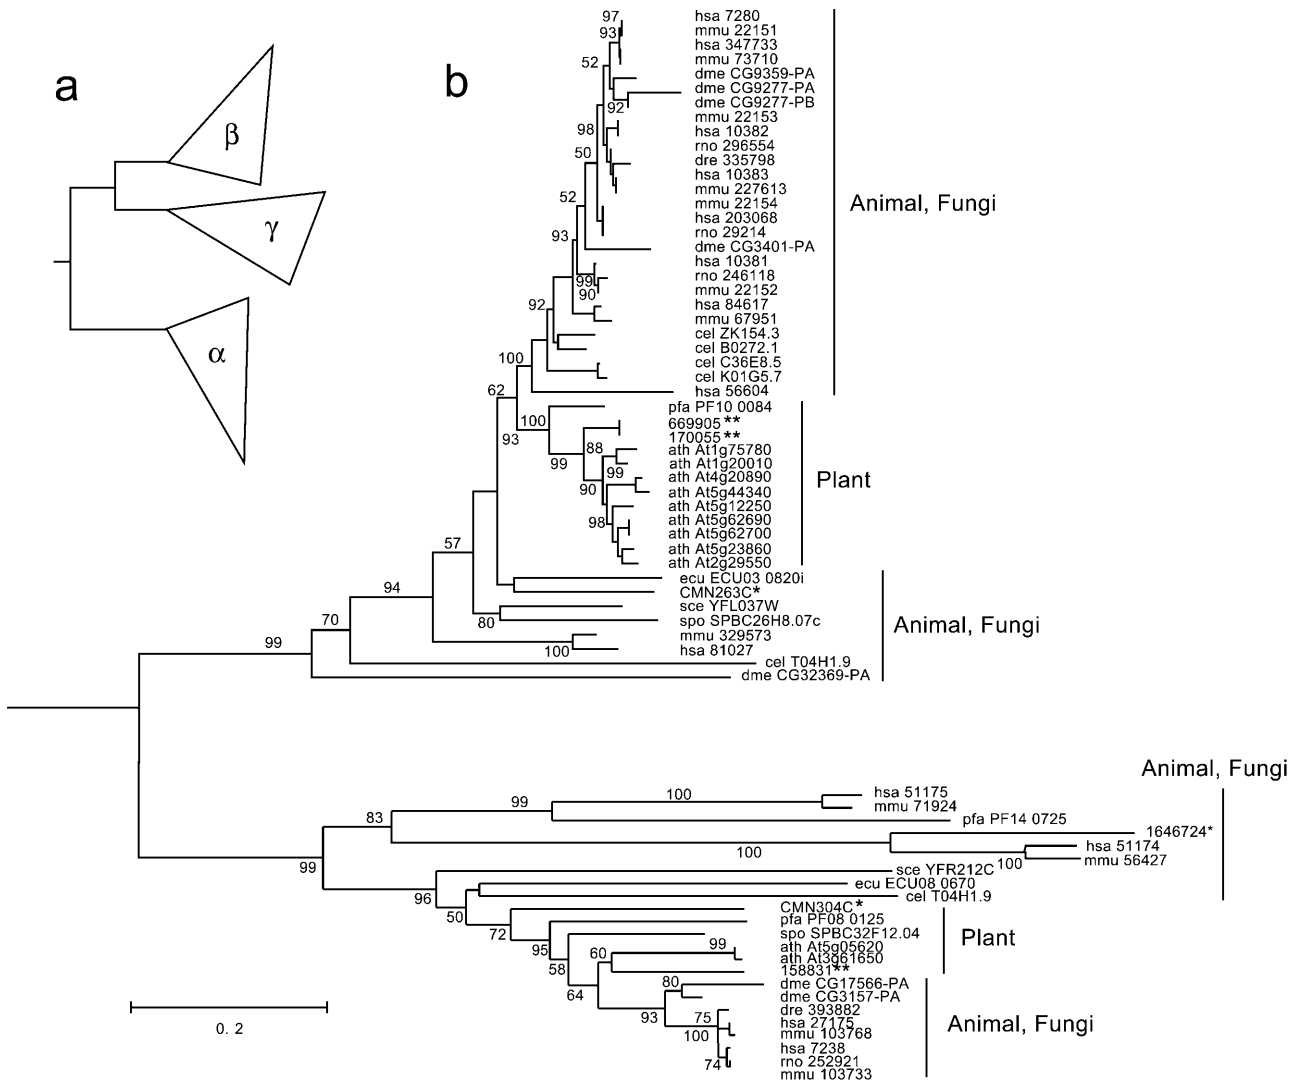 a
β
γ
α
b
97
93
52
92
98
50
52
93
99
90
92
100
62
93
100
99
88
99
90
98
57
94
80
70
100
99
hsa 7280
mmu 22151
hsa 347733
mmu 73710
dme CG9359-PA
dme CG9277-PA
dme CG9277-PB
mmu 22153
hsa 10382
rno 296554
dre 335798
hsa 10383
mmu 227613
mmu 22154
hsa 203068
rno 29214
dme CG3401-PA
hsa 10381
rno 246118
mmu 22152
hsa 84617
mmu 67951
cel ZK154.3
cel B0272.1
cel C36E8.5
cel K01G5.7
hsa 56604
Animal, Fungi
pfa PF10 0084
669905**
170055**
ath At1g75780
ath At1g20010
ath At4g20890
ath At5g44340
ath At5g12250
ath At5g62690
ath At5g62700
ath At5g23860
ath At2g29550
Plant
ecu ECU03 0820i
CMN263C*
sce YFL037W
spo SPBC26H8.07c
mmu 329573
hsa 81027
cel T04H1.9
dme CG32369-PA
Animal, Fungi
99
83
99
100
100
100
96
50
72
95
58
64
60
99
80
93
75
100
74
hsa 51175
mmu 71924
pfa PF14 0725
1646724*
hsa 51174
mmu 56427
sce YFR212C
ecu ECU08 0670
cel T04H1.9
Animal, Fungi
CMN304C*
pfa PF08 0125
spo SPBC32F12.04
ath At5g05620
ath At3g61650
158831**
Plant
dme CG17566-PA
dme CG3157-PA
dre 393882
hsa 27175
mmu 103768
hsa 7238
rno 252921
mmu 103733
Animal, Fungi
0. 2